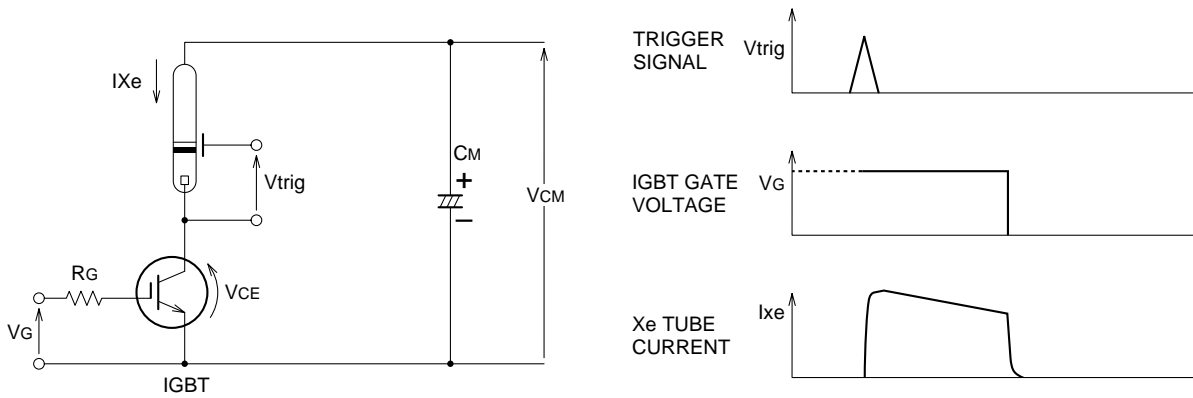 IXe
Vtrig
CM
+
–
VCM
RG
VCE
VG
IGBT
TRIGGER
SIGNAL
Vtrig
IGBT GATE
VOLTAGE
VG
Xe TUBE
CURRENT
Ixe